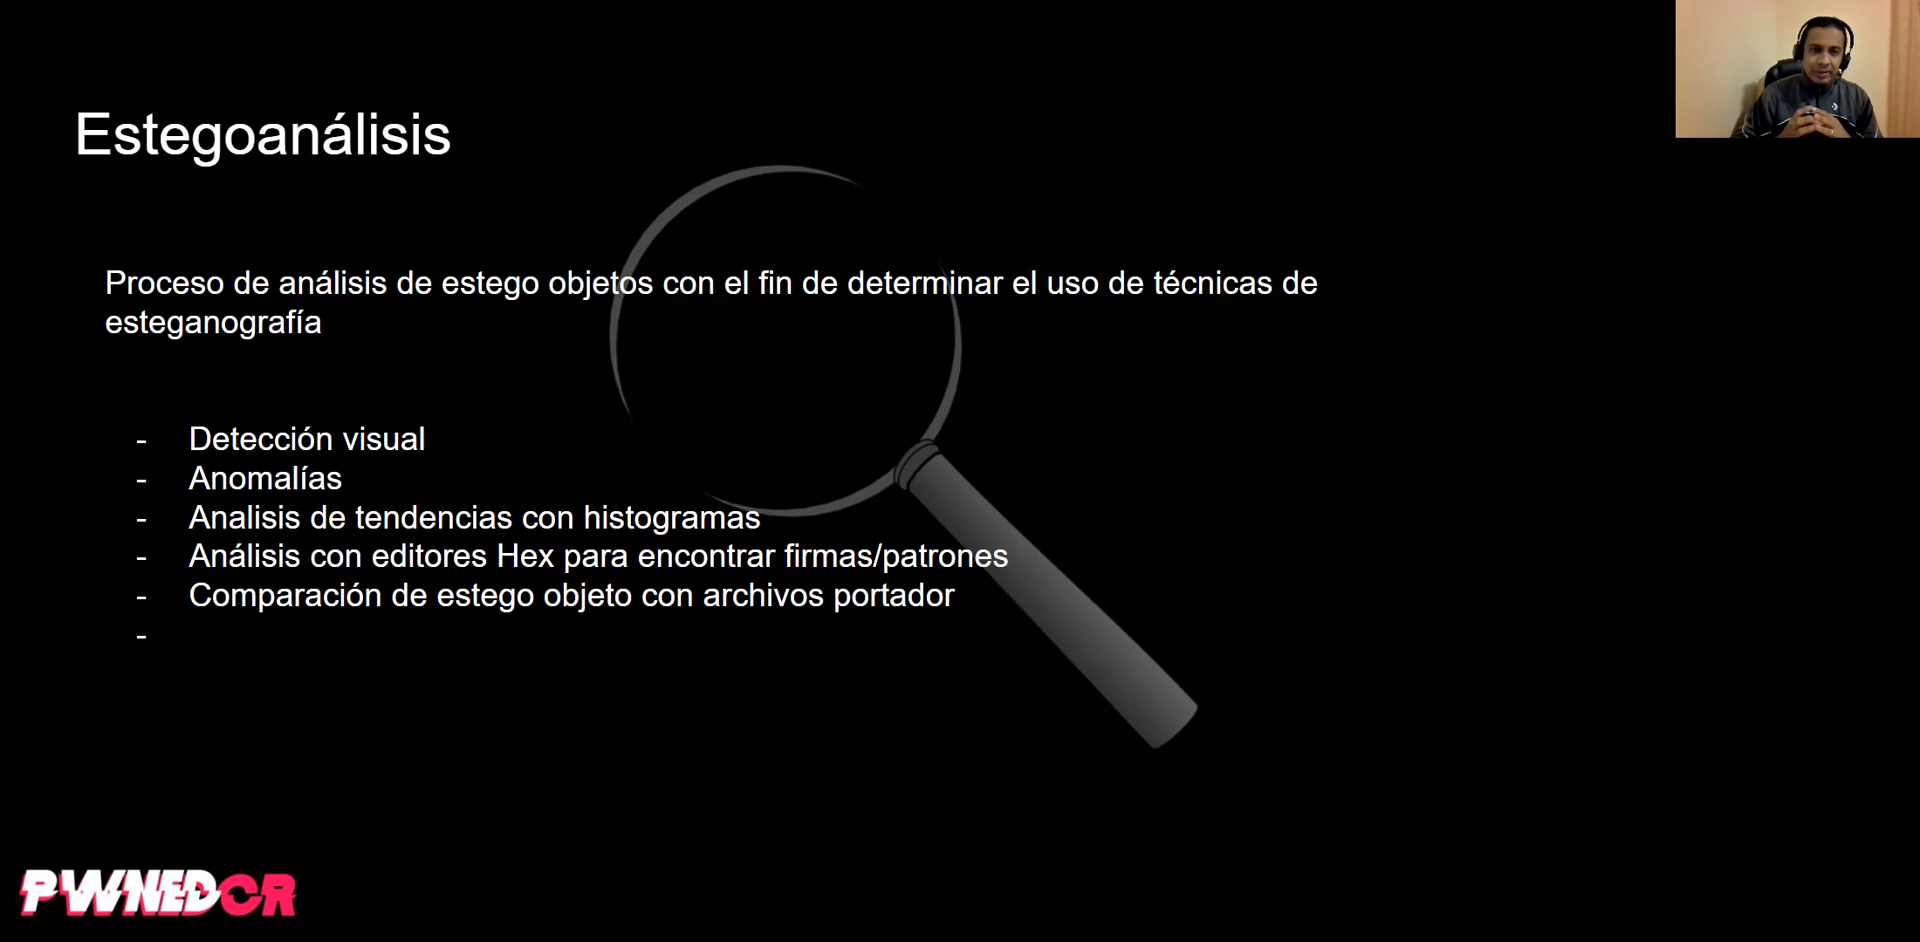 Estegoanálisis
Proceso de análisis de estego objetos con el fin de determinar el uso de técnicas de
esteganografía
- Detección visual
- Anomalías
- Analisis de tendencias con histogramas
- Análisis con editores Hex para encontrar firmas/patrones
- Comparación de estego objeto con archivos portador
-
PWNEDCR